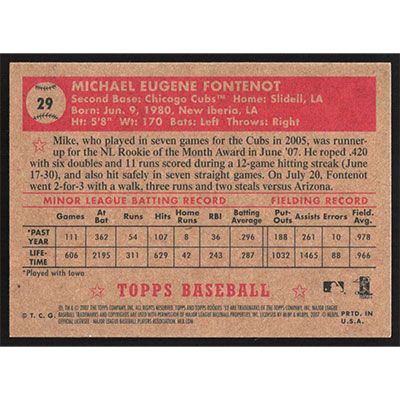 29
MICHAEL EUGENE FONTENOT
Second Base: Chicago Cubs™ Home: Slidell, LA
Born: Jun. 9, 1980, New Iberia, LA
Ht: 5'8" Wt: 170 Bats: Left Throws: Right
Mike, who played in seven games for the Cubs in 2005, was runner-
up for the NL Rookie of the Month Award in June '07. He roped .420
with six doubles and 11 runs scored during a 12-game hitting streak (June
17-30), and also hit safely in seven straight games. On July 20, Fontenot
went 2-for-3 with a walk, three runs and two steals versus Arizona.
MINOR LEAGUE BATTING RECORD FIELDING RECORD
Games At Bat Runs Hits Home Runs RBI Batting Average Put-Outs Assists Errors Field. Avg.
*PAST YEAR 111 362 54 107 8 36 .296 188 287 10 .978
LIFE-TIME 606 2195 311 629 42 243 .287 1032 1465 88 .966
*Played with Iowa
TOPPS BASEBALL
© T. C. G.
PRTD. IN
U.S.A.